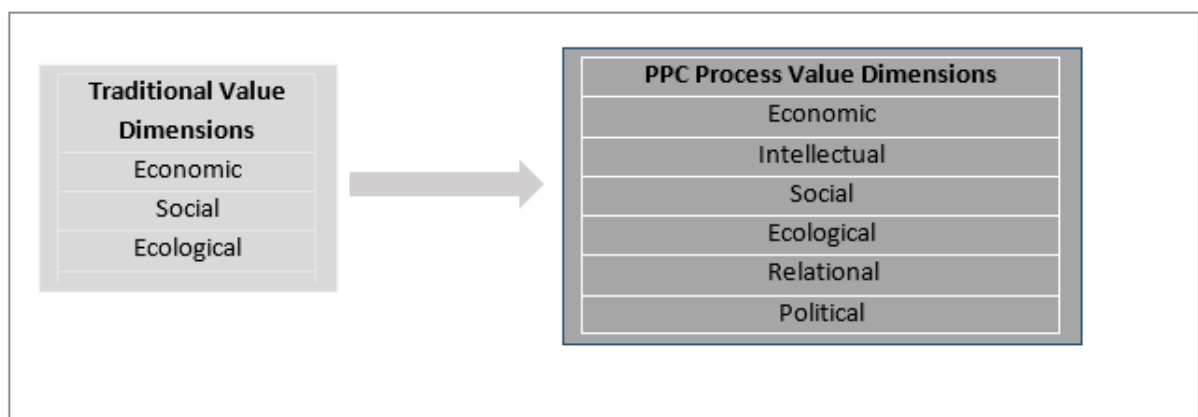 Traditional Value
Dimensions
Economic
Social
Ecological
PPC Process Value Dimensions
Economic
Intellectual
Social
Ecological
Relational
Political